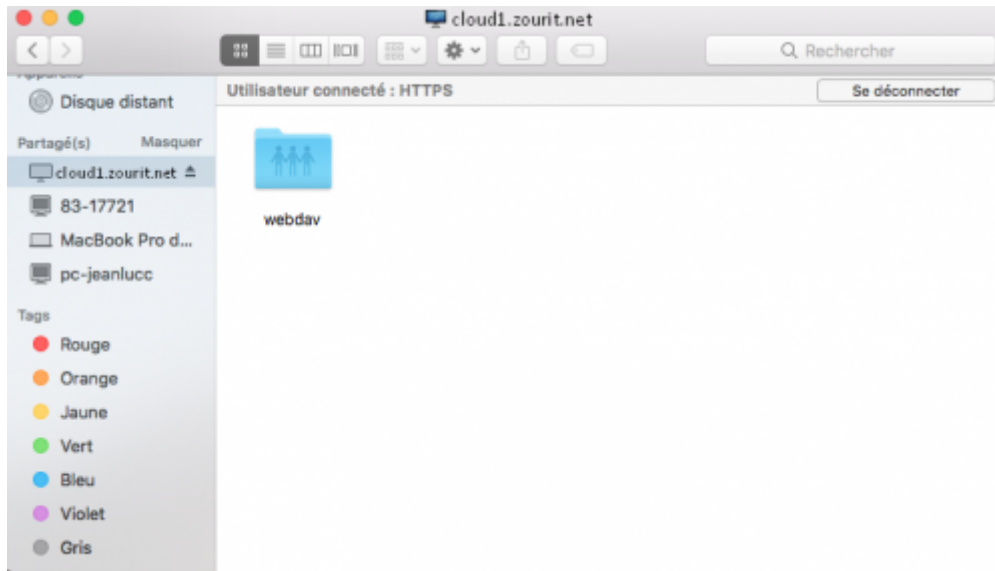 cloud1.zourit.net
Rechercher
Appareils
Disque distant
Utilisateur connecté : HTTPS
Se déconnecter
Partagé(s) Masquer
cloud1.zourit.net
83-17721
MacBook Pro d...
pc-jeanlucc
webdav
Tags
Rouge
Orange
Jaune
Vert
Bleu
Violet
Gris